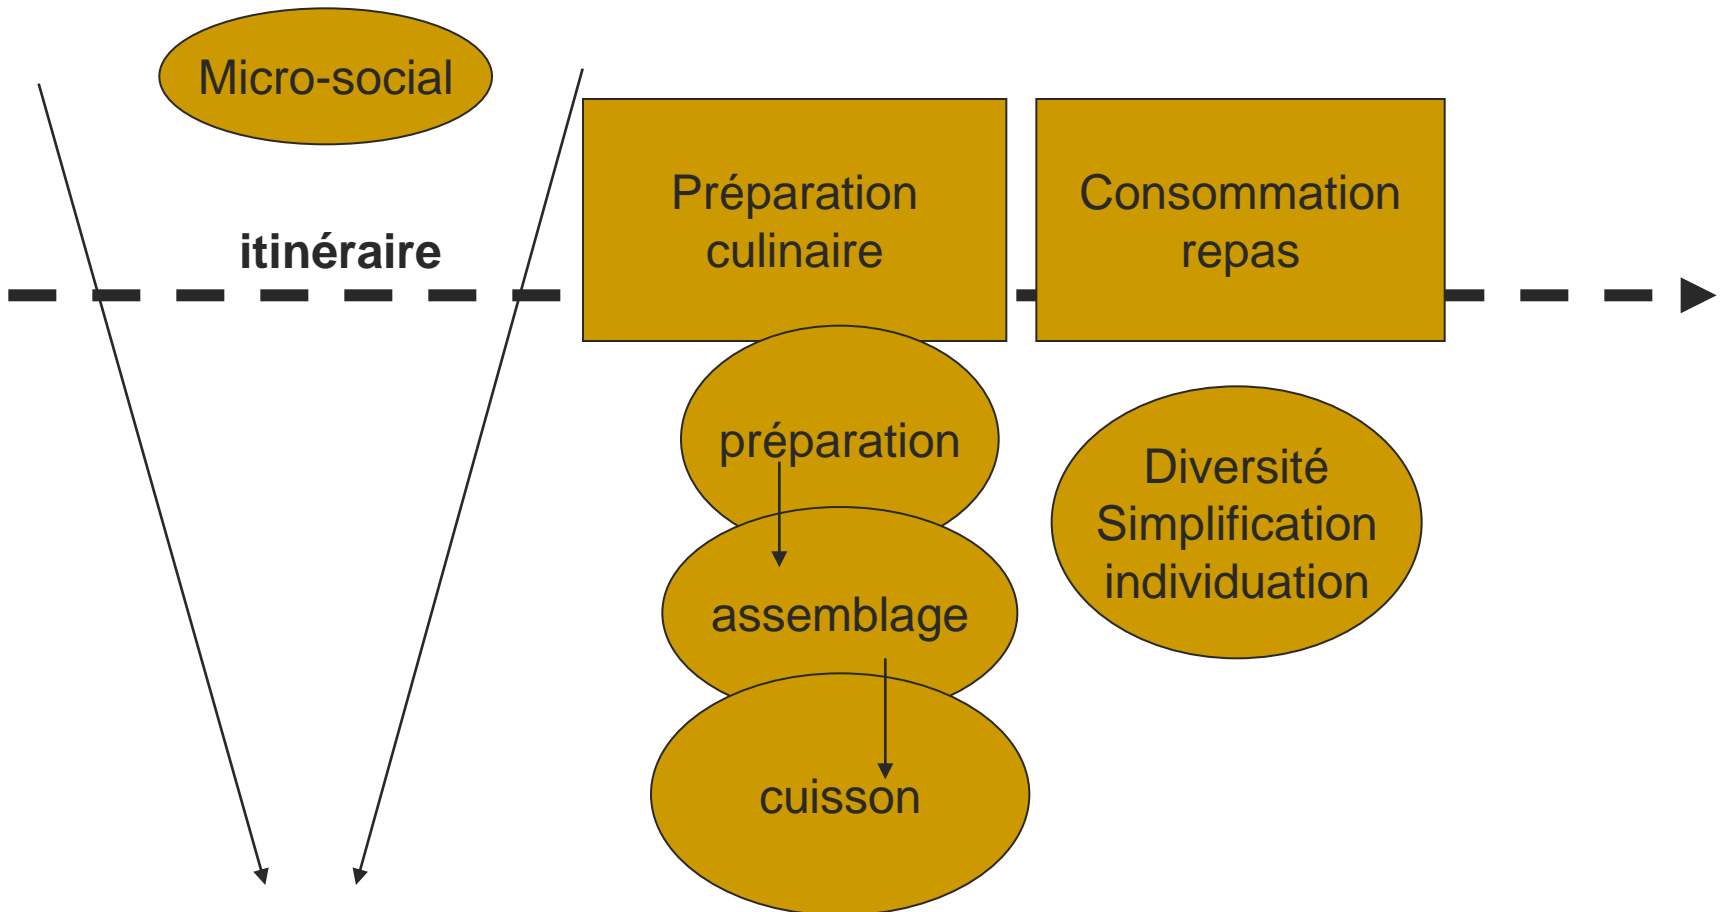 Micro-social
itinéraire
Préparation
culinaire
Consommation
repas
préparation
assemblage
cuisson
Diversité
Simplification
individuation